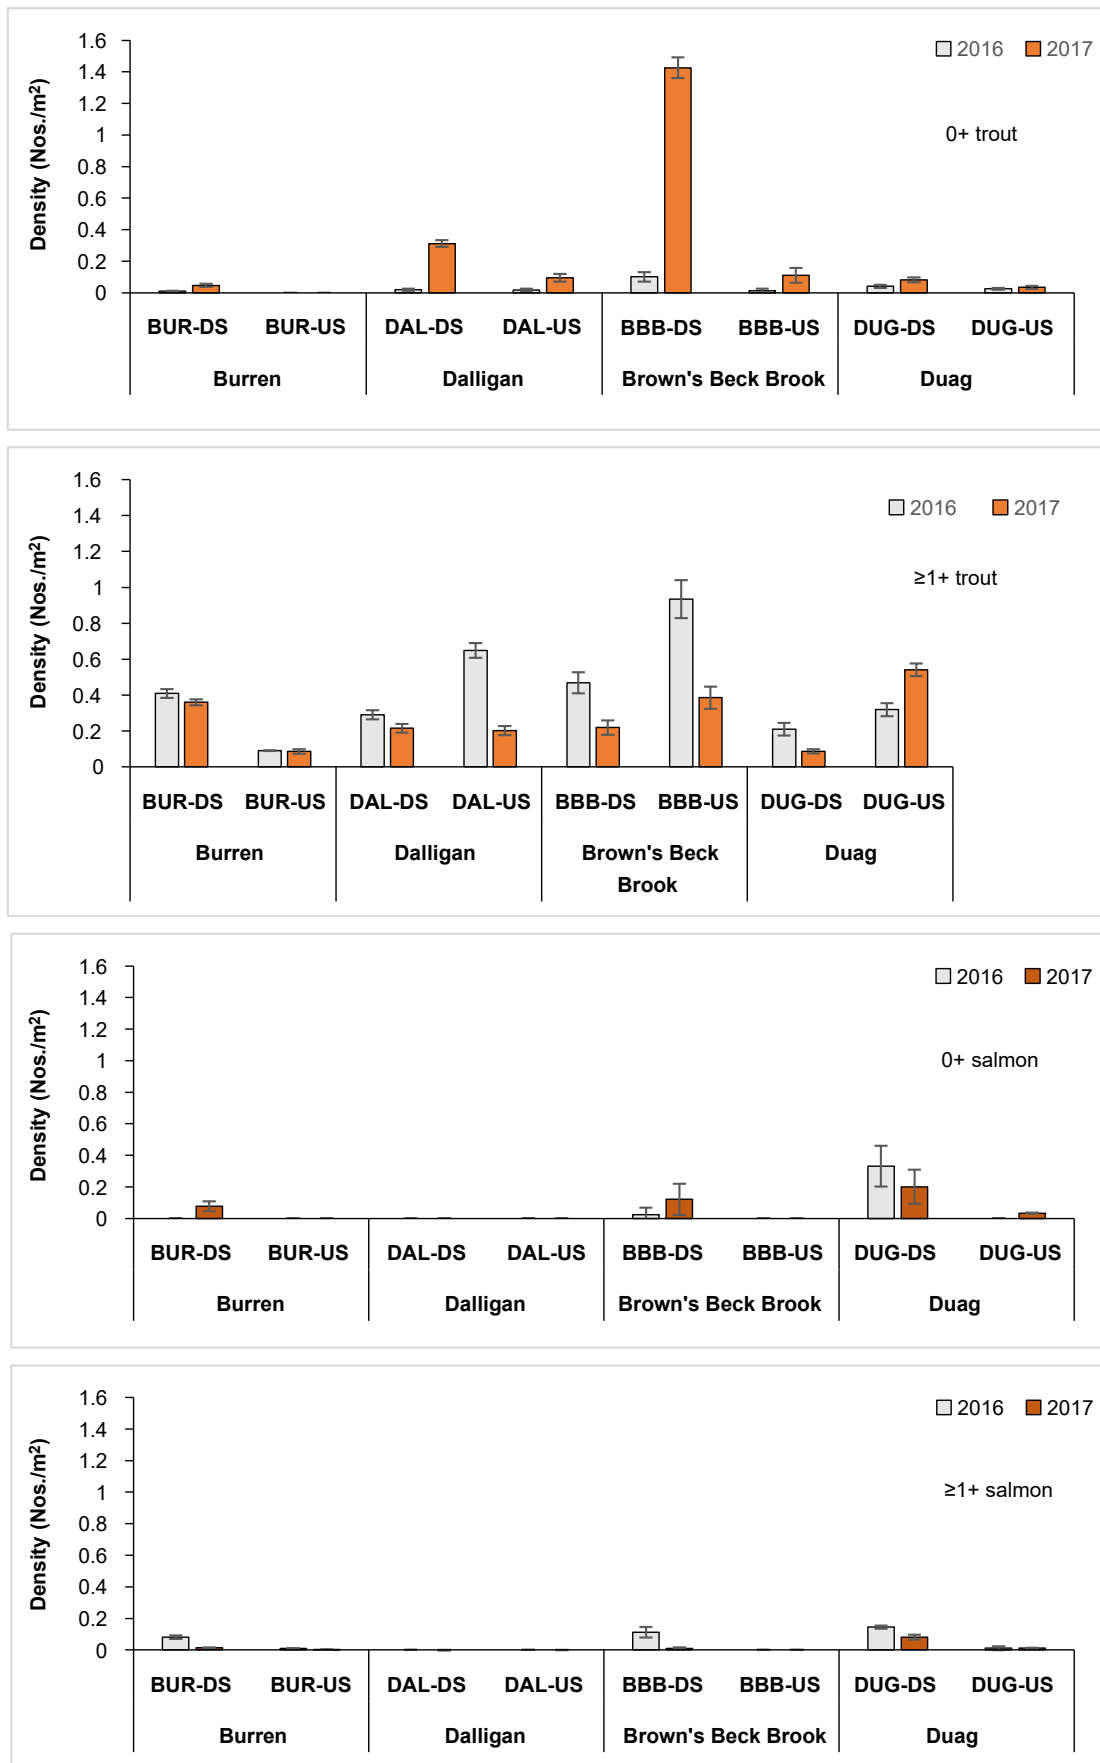 1.6
1.4
1.2
1
0.8
0.6
0.4
0.2
0
Density (Nos./m²)
2016 2017
0+ trout
BUR-DS BUR-US DAL-DS DAL-US BBB-DS BBB-US DUG-DS DUG-US
Burren Dalligan Brown's Beck Brook Duag
1.6
1.4
1.2
1
0.8
0.6
0.4
0.2
0
Density (Nos./m²)
2016 2017
≥1+ trout
BUR-DS BUR-US DAL-DS DAL-US BBB-DS BBB-US DUG-DS DUG-US
Burren Dalligan Brown's Beck Duag
Brook
1.6
1.4
1.2
1
0.8
0.6
0.4
0.2
0
Density (Nos./m²)
2016 2017
0+ salmon
BUR-DS BUR-US DAL-DS DAL-US BBB-DS BBB-US DUG-DS DUG-US
Burren Dalligan Brown's Beck Brook Duag
1.6
1.4
1.2
1
0.8
0.6
0.4
0.2
0
Density (Nos./m²)
2016 2017
≥1+ salmon
BUR-DS BUR-US DAL-DS DAL-US BBB-DS BBB-US DUG-DS DUG-US
Burren Dalligan Brown's Beck Brook Duag